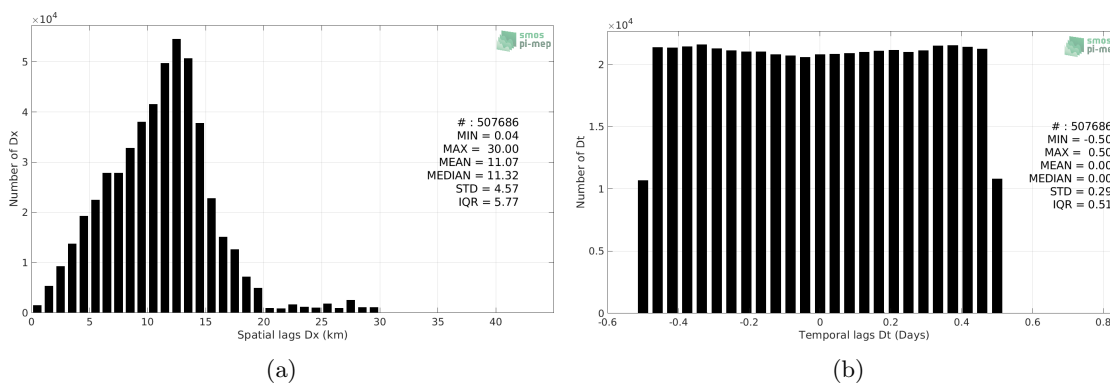 ×10⁴
5
4
3
2
1
0
Number of Dx
smos
pi-mep
# : 507686
MIN = 0.04
MAX = 30.00
MEAN = 11.07
MEDIAN = 11.32
STD = 4.57
IQR = 5.77
0 5 10 15 20 25 30 35 40
Spatial lags Dx (km)
(a)
×10⁴
2
1.5
1
0.5
0
Number of Dt
smos
pi-mep
# : 507686
MIN = -0.50
MAX = 0.50
MEAN = 0.00
MEDIAN = 0.00
STD = 0.29
IQR = 0.51
-0.6 -0.4 -0.2 0 0.2 0.4 0.6 0.8
Temporal lags Dt (Days)
(b)